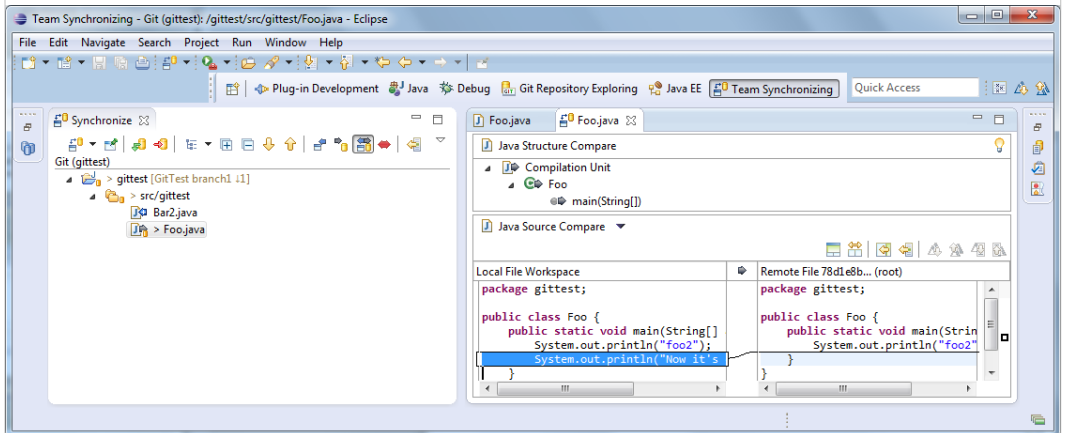 Team Synchronizing - Git (gittest): /gittest/src/gittest/Foo.java - Eclipse
File Edit Navigate Search Project Run Window Help
Plug-in Development Java Debug Git Repository Exploring Java EE Team Synchronizing Quick Access
Synchronize
Git (gittest)
> gittest [GitTest branch1 ↓1]
> src/gittest
Bar2.java
> Foo.java
Foo.java Foo.java
Java Structure Compare
Compilation Unit
Foo
main(String[])
Java Source Compare
Local File Workspace
package gittest;
public class Foo {
public static void main(String[]
System.out.println("foo2");
System.out.println("Now it's
}
Remote File 78d1e8b... (root)
package gittest;
public class Foo {
public static void main(Strin
System.out.println("foo2"
}
}